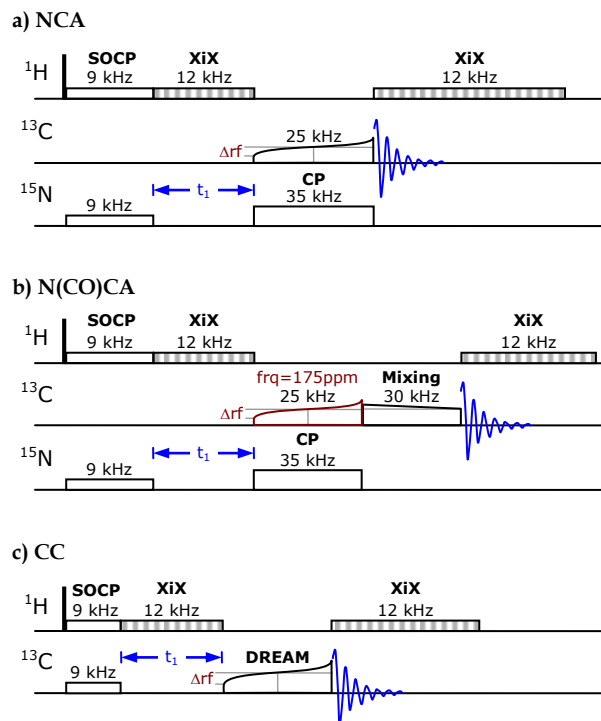 a) NCA
SOCP XiX XiX
¹H 9 kHz 12 kHz 12 kHz
¹³C Δrf 25 kHz
¹⁵N 9 kHz t₁ CP
35 kHz
b) N(CO)CA
SOCP XiX XiX
¹H 9 kHz 12 kHz 12 kHz
frq=175ppm Mixing
¹³C Δrf 25 kHz 30 kHz
¹⁵N 9 kHz t₁ CP
35 kHz
c) CC
SOCP XiX XiX
¹H 9 kHz 12 kHz 12 kHz
¹³C 9 kHz t₁ Δrf DREAM